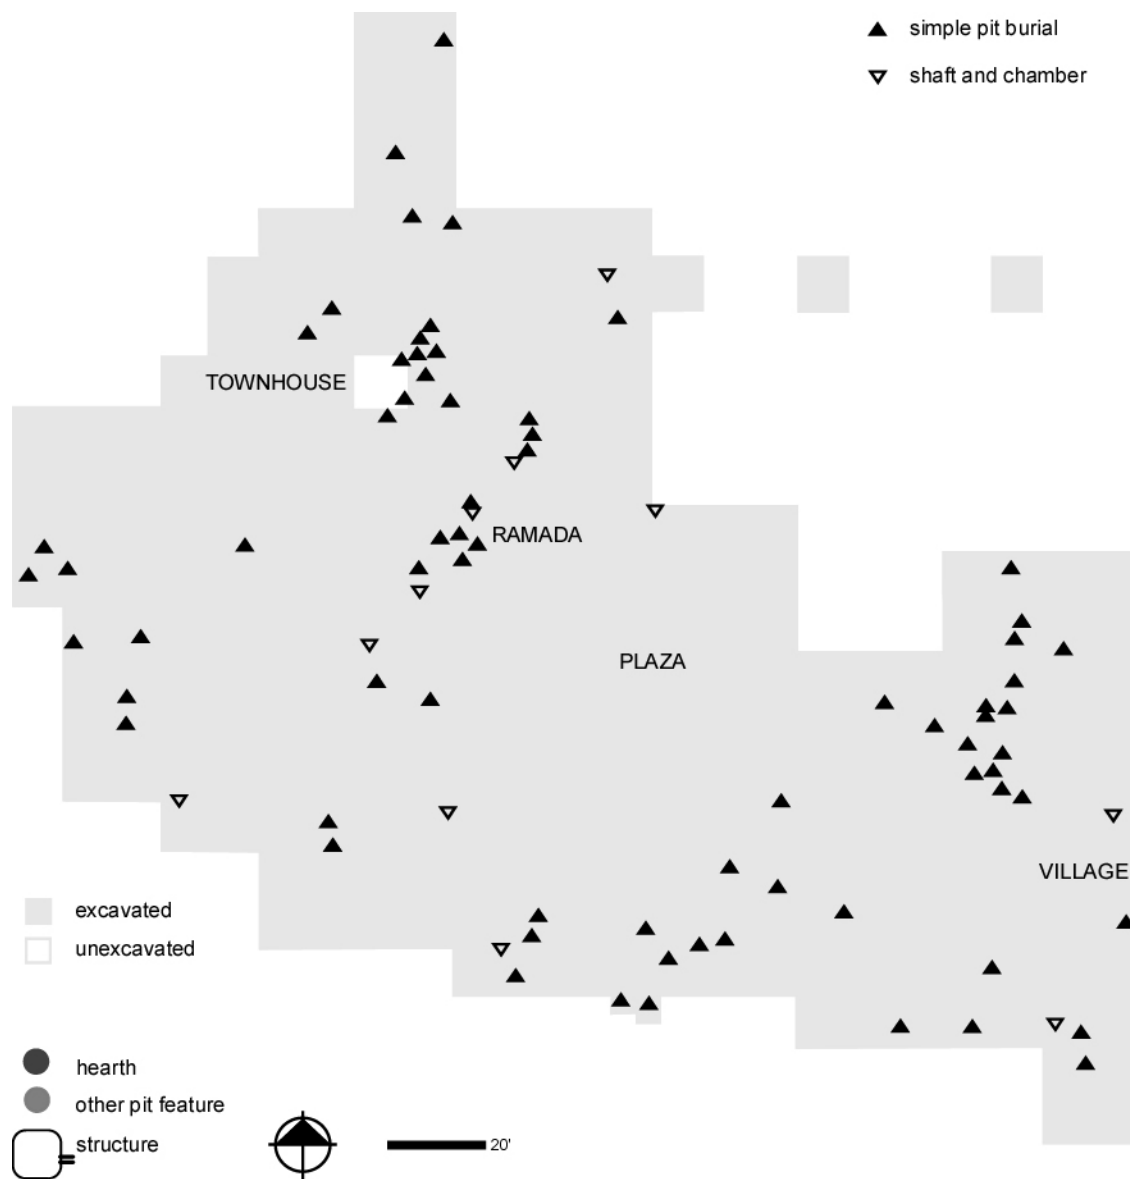 simple pit burial
shaft and chamber
TOWNHOUSE
RAMADA
PLAZA
VILLAGE
excavated
unexcavated
hearth
other pit feature
structure
20'